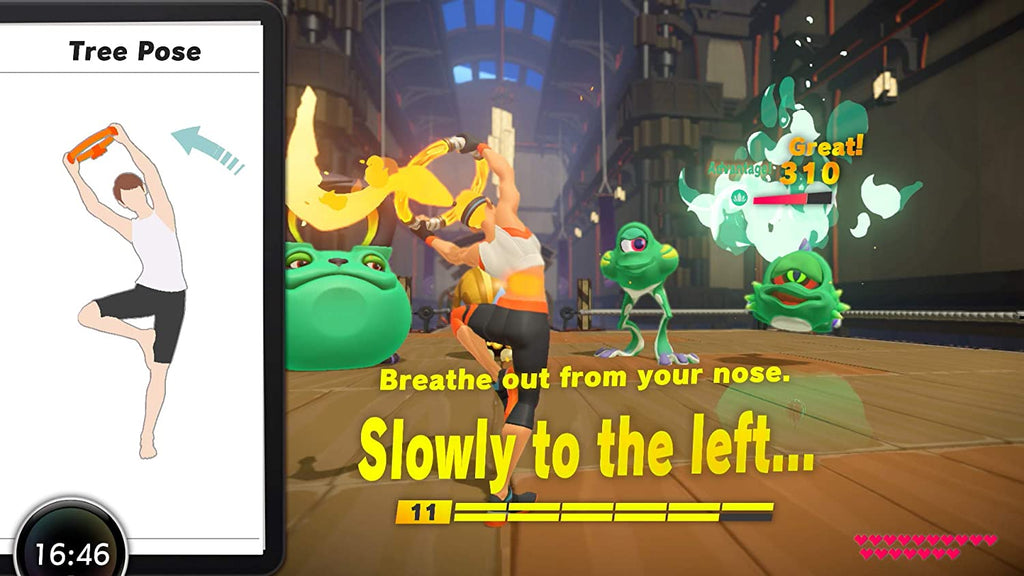 Tree Pose
Great!
Advantage
310
Breathe out from your nose.
Slowly to the left...
11
16:46